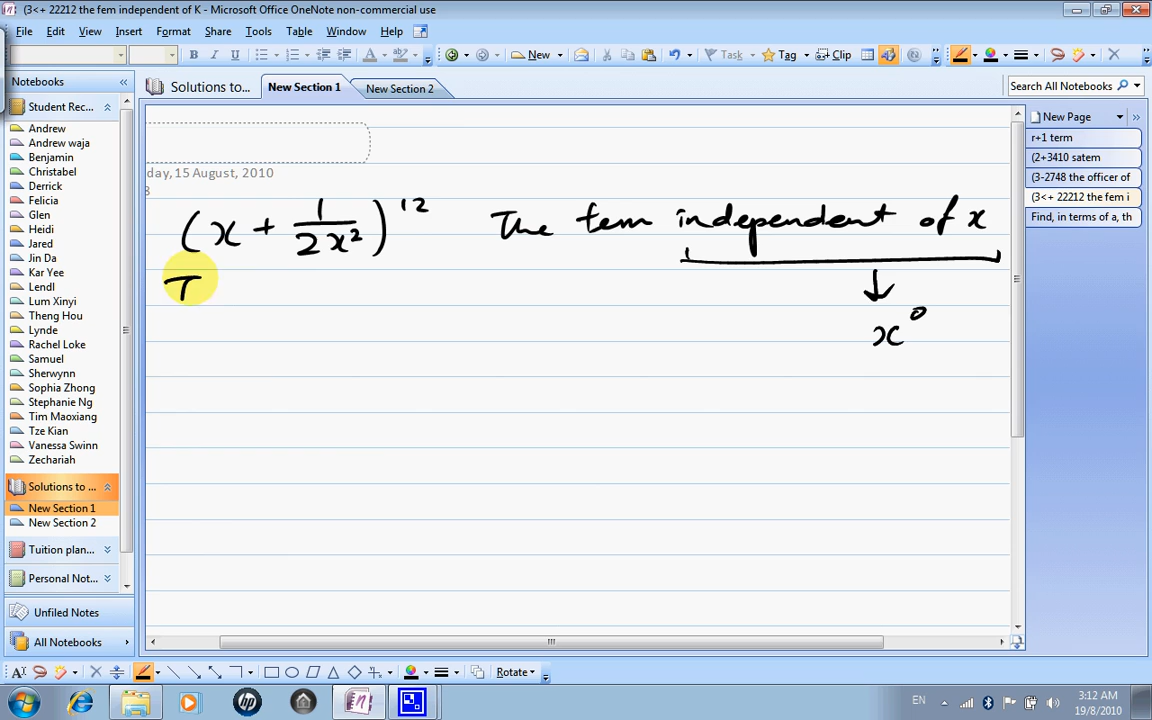 (3<+ 22212 the fem independent of K - Microsoft Office OneNote non-commercial use
File Edit View Insert Format Share Tools Table Window Help
New Task Tag Clip
Notebooks «
Solutions to... New Section 1 New Section 2
Search All Notebooks
Student Rec...
Andrew
Andrew waja
Benjamin
Christabel
Derrick
Felicia
Glen
Heidi
Jared
Jin Da
Kar Yee
Lendl
Lum Xinyi
Theng Hou
Lynde
Rachel Loke
Samuel
Sherwynn
Sophia Zhong
Stephanie Ng
Tim Maoxiang
Tze Kian
Vanessa Swinn
Zechariah
Solutions to ...
New Section 1
New Section 2
Tuition plan...
Personal Not...
Unfiled Notes
All Notebooks
day, 15 August, 2010
3
(x + 1/2x²)¹² The term independent of x
T
x⁰
New Page »
r+1 term
(2+3410 satem
(3-2748 the officer of
(3<+ 22212 the fem i
Find, in terms of a, th
Rotate
EN
3:12 AM
19/8/2010